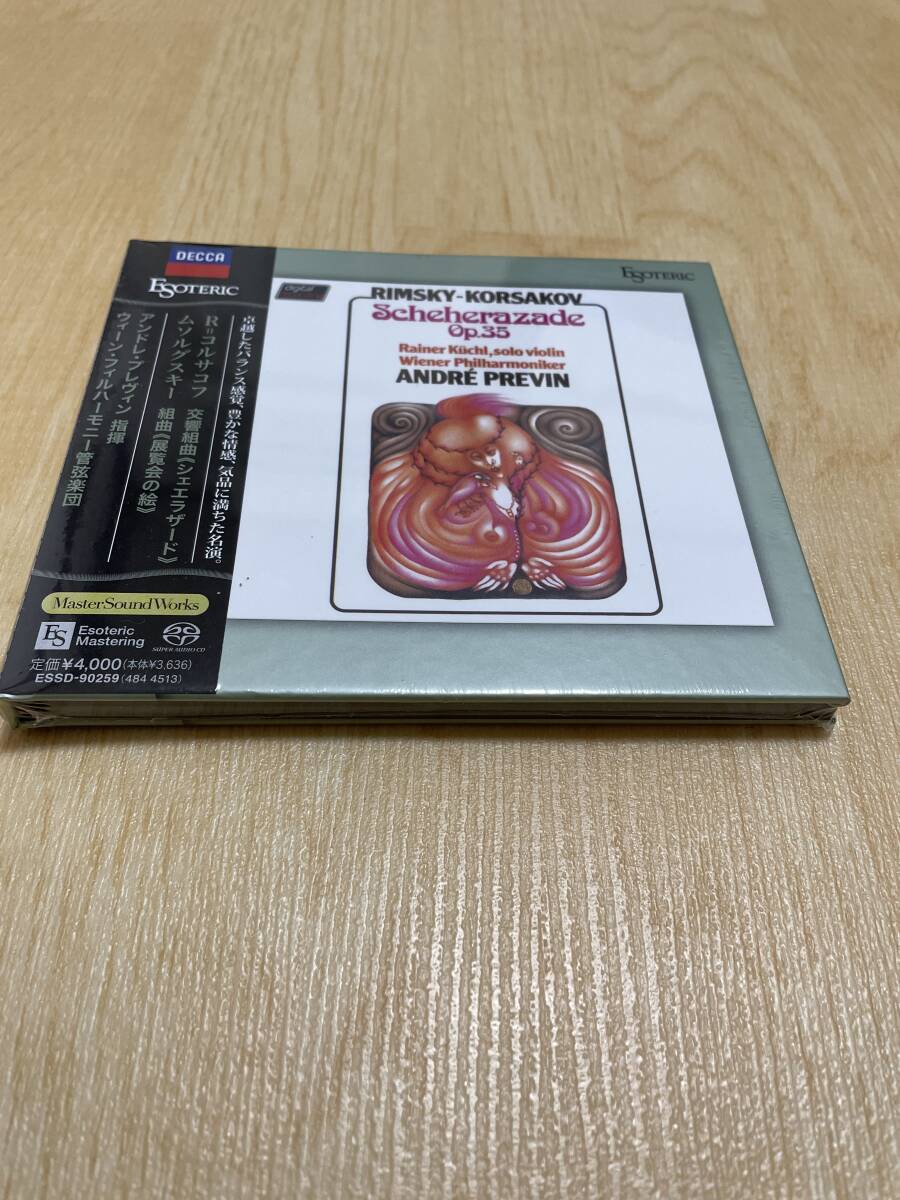 DECCA
ESOTERIC
卓越したバランス感覚、豊かな情感、気品に満ちた名演。
R=コルサコフ 交響組曲《シェエラザード》
ムソルグスキー 組曲《展覧会の絵》
アンドレ・プレヴィン 指揮
ウィーン・フィルハーモニー管弦楽団
MasterSoundWorks
ES Esoteric Mastering
SUPER AUDIO CD
定価¥4,000(本体¥3,636)
ESSD-90259(484 4513)
ESOTERIC
digital
RIMSKY-KORSAKOV
Scheherazade
Op.35
Rainer Küchl, solo violin
Wiener Philharmoniker
ANDRÉ PREVIN